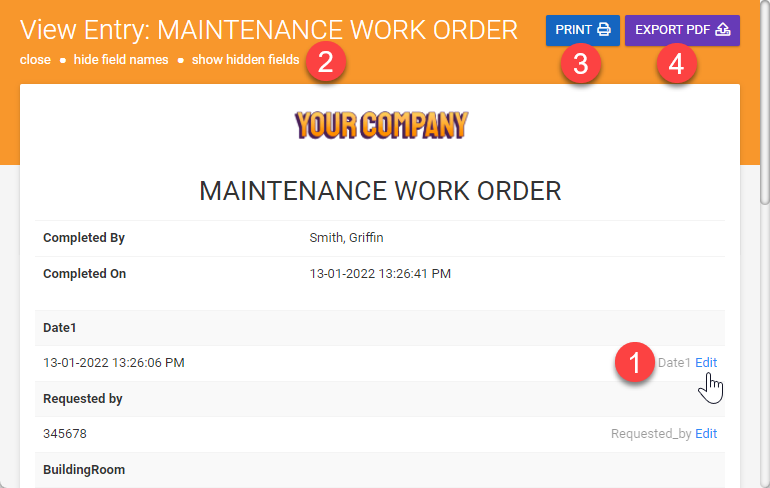 View Entry: MAINTENANCE WORK ORDER
PRINT
EXPORT PDF
close • hide field names • show hidden fields
2
3
4
YOUR COMPANY
MAINTENANCE WORK ORDER
Completed By Smith, Griffin
Completed On 13-01-2022 13:26:41 PM
Date1
13-01-2022 13:26:06 PM 1 Date1 Edit
Requested by
345678 Requested_by Edit
BuildingRoom